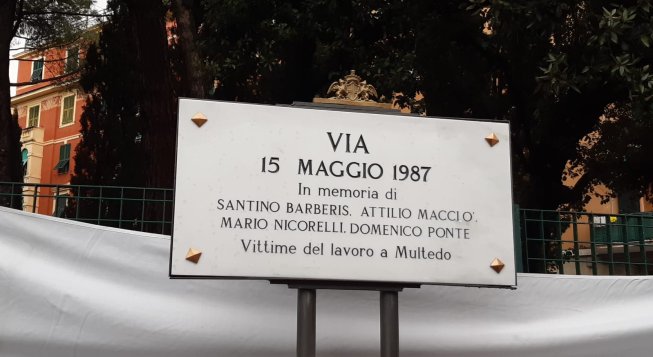 VIA
15 MAGGIO 1987
In memoria di
SANTINO BARBERIS. ATTILIO MACCIO'.
MARIO NICORELLI. DOMENICO PONTE
Vittime del lavoro a Multedo